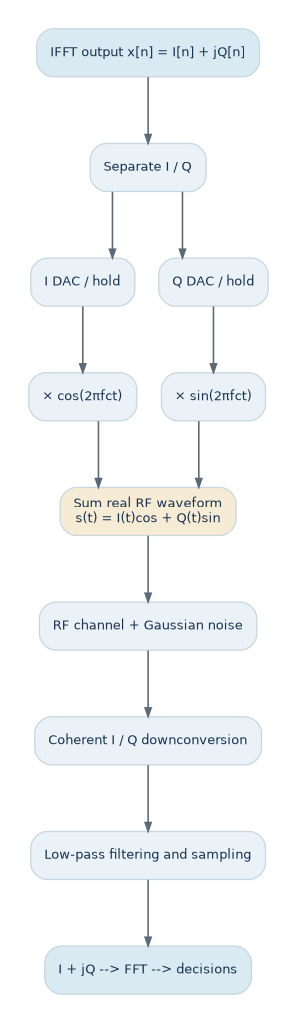 IFFT output x[n] = I[n] + jQ[n]
Separate I / Q
I DAC / hold
Q DAC / hold
× cos(2πfct)
× sin(2πfct)
Sum real RF waveform
s(t) = I(t)cos + Q(t)sin
RF channel + Gaussian noise
Coherent I / Q downconversion
Low-pass filtering and sampling
I + jQ --> FFT --> decisions